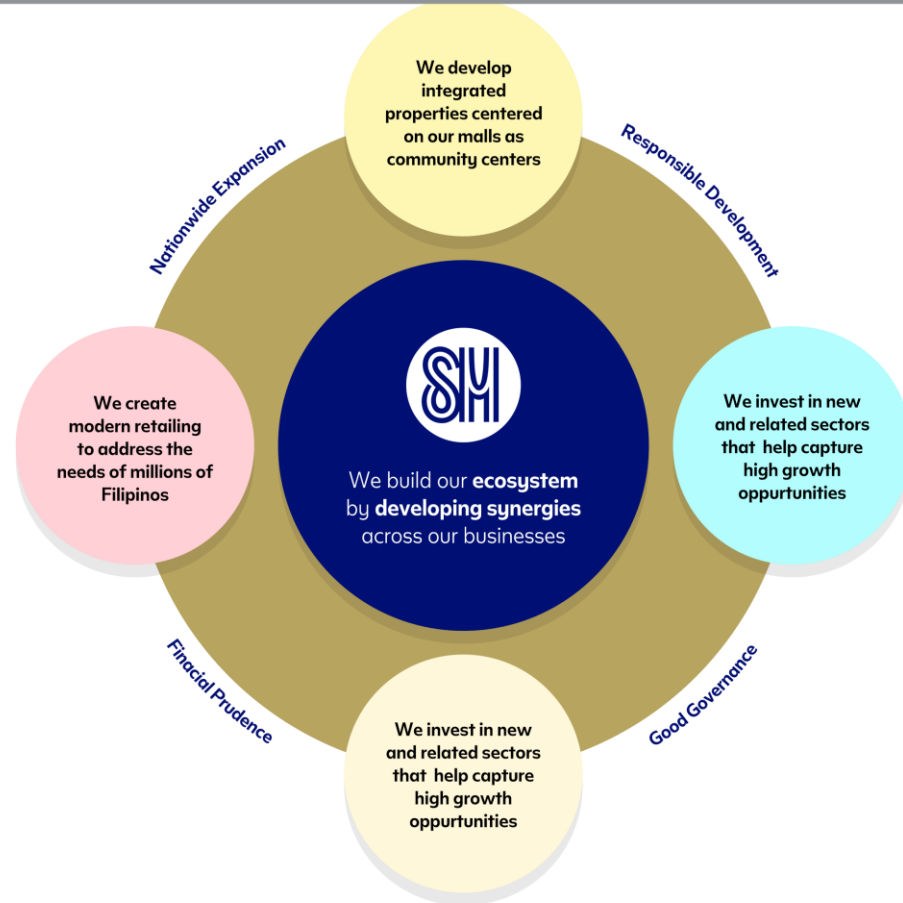 We develop
integrated
properties centered
on our malls as
community centers
Nationwide Expansion
Responsible Development
We create
modern retailing
to address the
needs of millions of
Filipinos
SM
We build our ecosystem
by developing synergies
across our businesses
We invest in new
and related sectors
that help capture
high growth
oppurtunities
Finacial Prudence
Good Governance
We invest in new
and related sectors
that help capture
high growth
oppurtunities